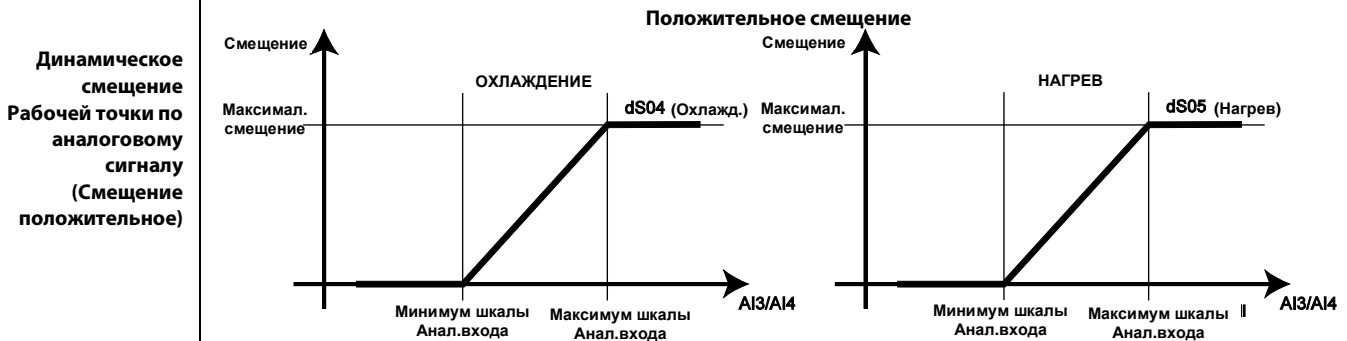 Положительное смещение
Динамическое
смещение
Рабочей точки по
аналоговому
сигналу
(Смещение
положительное)
Смещение
ОХЛАЖДЕНИЕ
Максимал.
смещение
dS04 (Охлажд.)
Минимум шкалы
Анал.входа
Максимум шкалы
Анал.входа
AI3/AI4
Смещение
НАГРЕВ
Максимал.
смещение
dS05 (Нагрев)
Минимум шкалы
Анал.входа
Максимум шкалы
Анал.входа
AI3/AI4